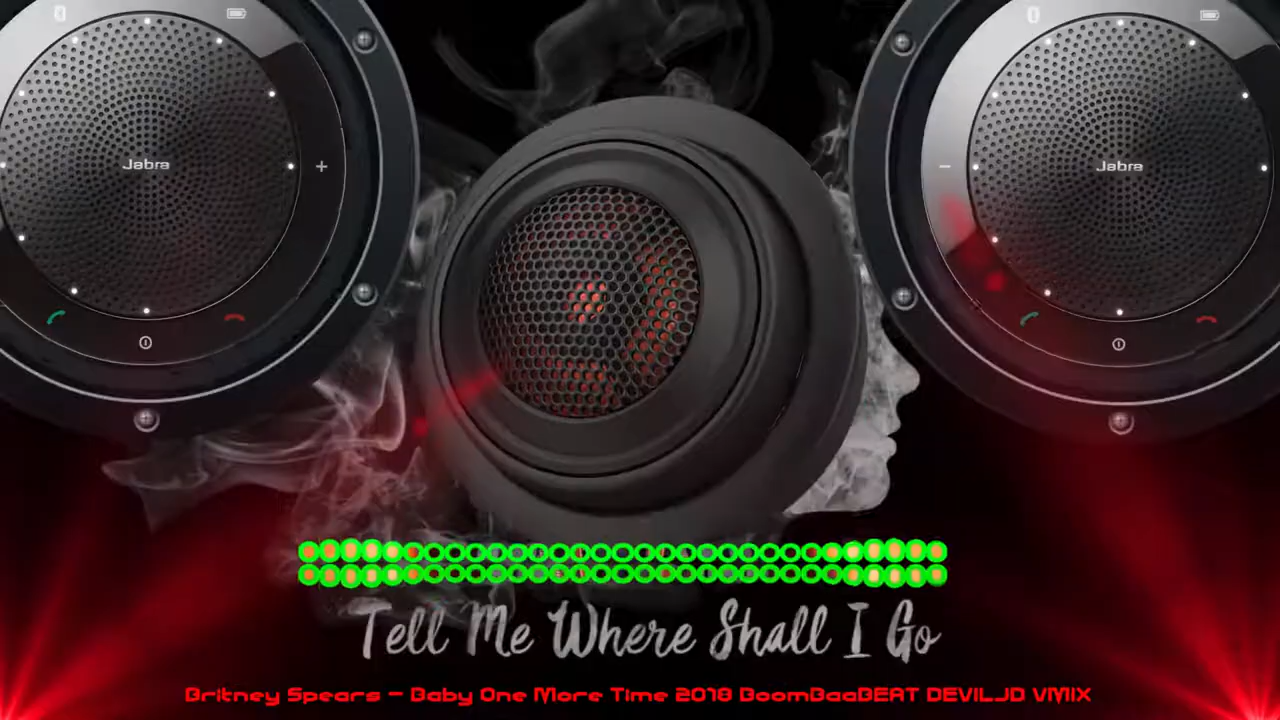 Jabra
Jabra
Tell Me Where Shall I Go
Britney Spears - Baby One More Time 2018 BoomBaaBEAT DEVILJD VMIX